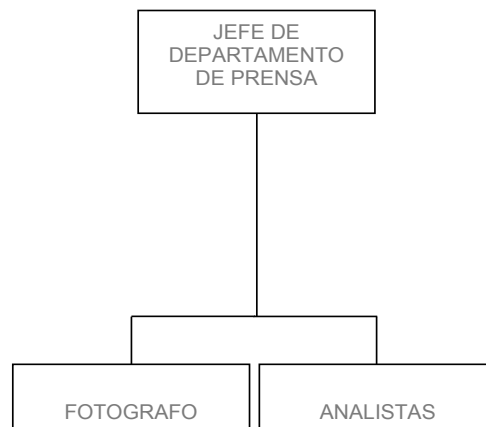 JEFE DE
DEPARTAMENTO
DE PRENSA
FOTOGRAFO
ANALISTAS